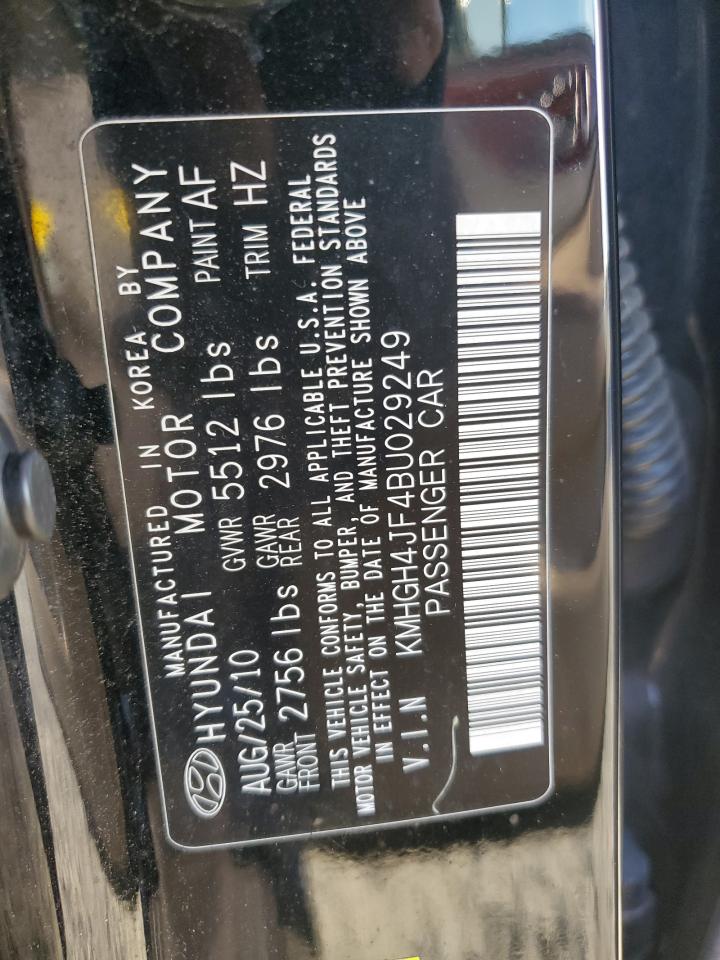 MANUFACTURED IN KOREA BY
HYUNDAI MOTOR COMPANY
AUG/25/10 GVWR 5512 lbs PAINT AF
GAWR FRONT 2756 lbs GAWR REAR 2976 lbs TRIM HZ
THIS VEHICLE CONFORMS TO ALL APPLICABLE U.S.A. FEDERAL
MOTOR VEHICLE SAFETY, BUMPER, AND THEFT PREVENTION STANDARDS
IN EFFECT ON THE DATE OF MANUFACTURE SHOWN ABOVE
V.I.N KMHGH4JF4BU029249
PASSENGER CAR